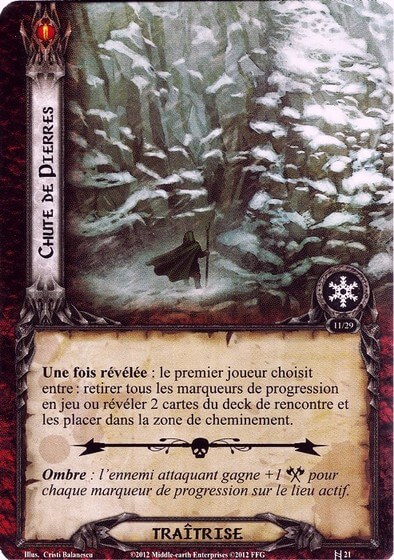 CHUTE DE PIERRES
11/29
Une fois révélée : le premier joueur choisit
entre : retirer tous les marqueurs de progression
en jeu ou révéler 2 cartes du deck de rencontre et
les placer dans la zone de cheminement.
Ombre : l'ennemi attaquant gagne +1 pour
chaque marqueur de progression sur le lieu actif.
TRAÎTRISE
Illus. Cristi Balanescu
©2012 Middle-earth Enterprises ©2012 FFG
21